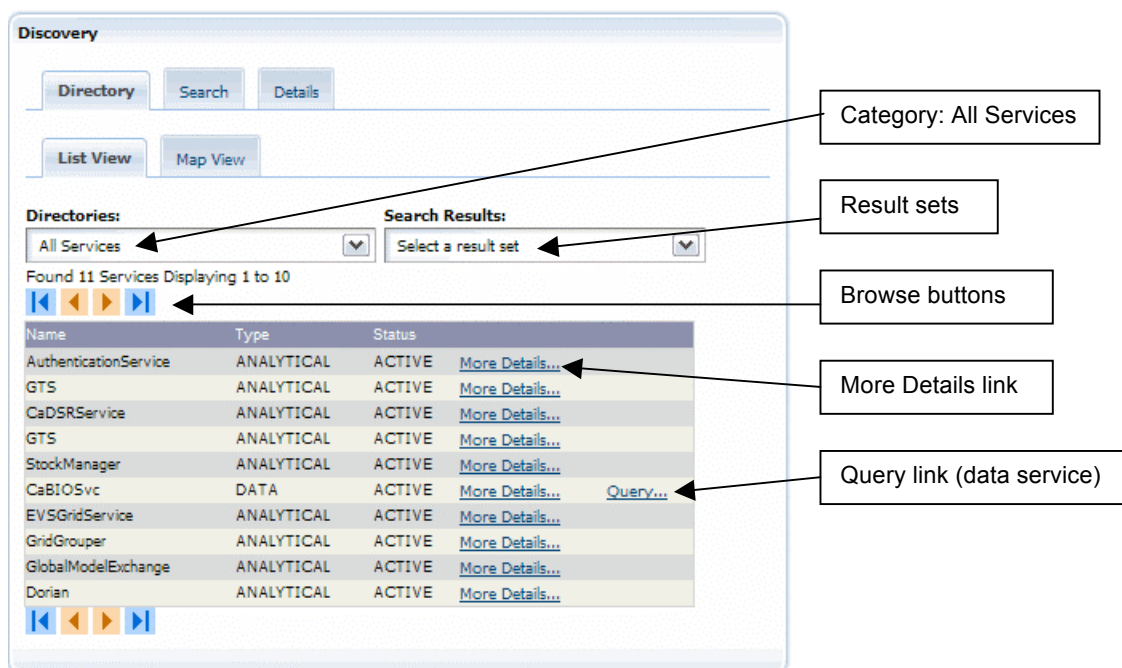 Discovery
Directory Search Details
Category: All Services
List View Map View
Directories: Search Results:
Result sets
All Services Select a result set
Found 11 Services Displaying 1 to 10
Browse buttons
Name Type Status
AuthenticationService ANALYTICAL ACTIVE More Details...
GTS ANALYTICAL ACTIVE More Details...
More Details link
CaDSRService ANALYTICAL ACTIVE More Details...
GTS ANALYTICAL ACTIVE More Details...
StockManager ANALYTICAL ACTIVE More Details...
Query link (data service)
CaBIOSvc DATA ACTIVE More Details... Query...
EVSGridService ANALYTICAL ACTIVE More Details...
GridGrouper ANALYTICAL ACTIVE More Details...
GlobalModelExchange ANALYTICAL ACTIVE More Details...
Dorian ANALYTICAL ACTIVE More Details...